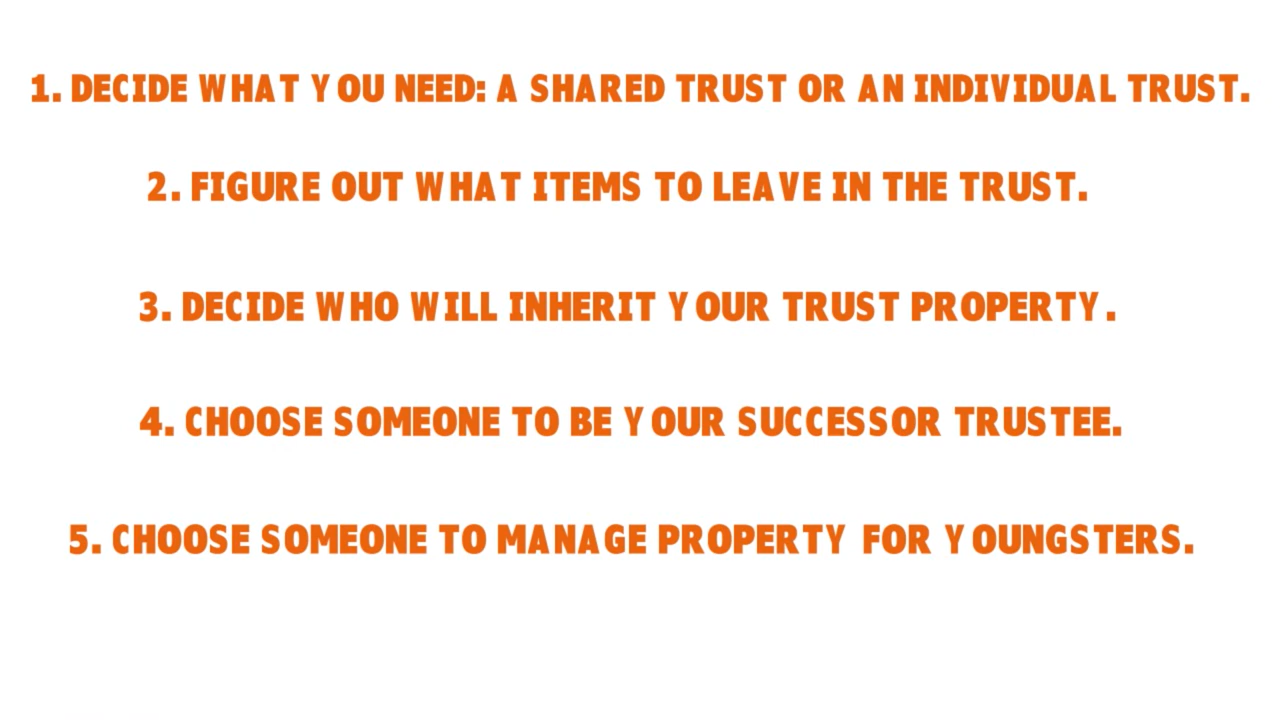 1. DECIDE WHAT YOU NEED: A SHARED TRUST OR AN INDIVIDUAL TRUST.
2. FIGURE OUT WHAT ITEMS TO LEAVE IN THE TRUST.
3. DECIDE WHO WILL INHERIT YOUR TRUST PROPERTY.
4. CHOOSE SOMEONE TO BE YOUR SUCCESSOR TRUSTEE.
5. CHOOSE SOMEONE TO MANAGE PROPERTY FOR YOUNGSTERS.